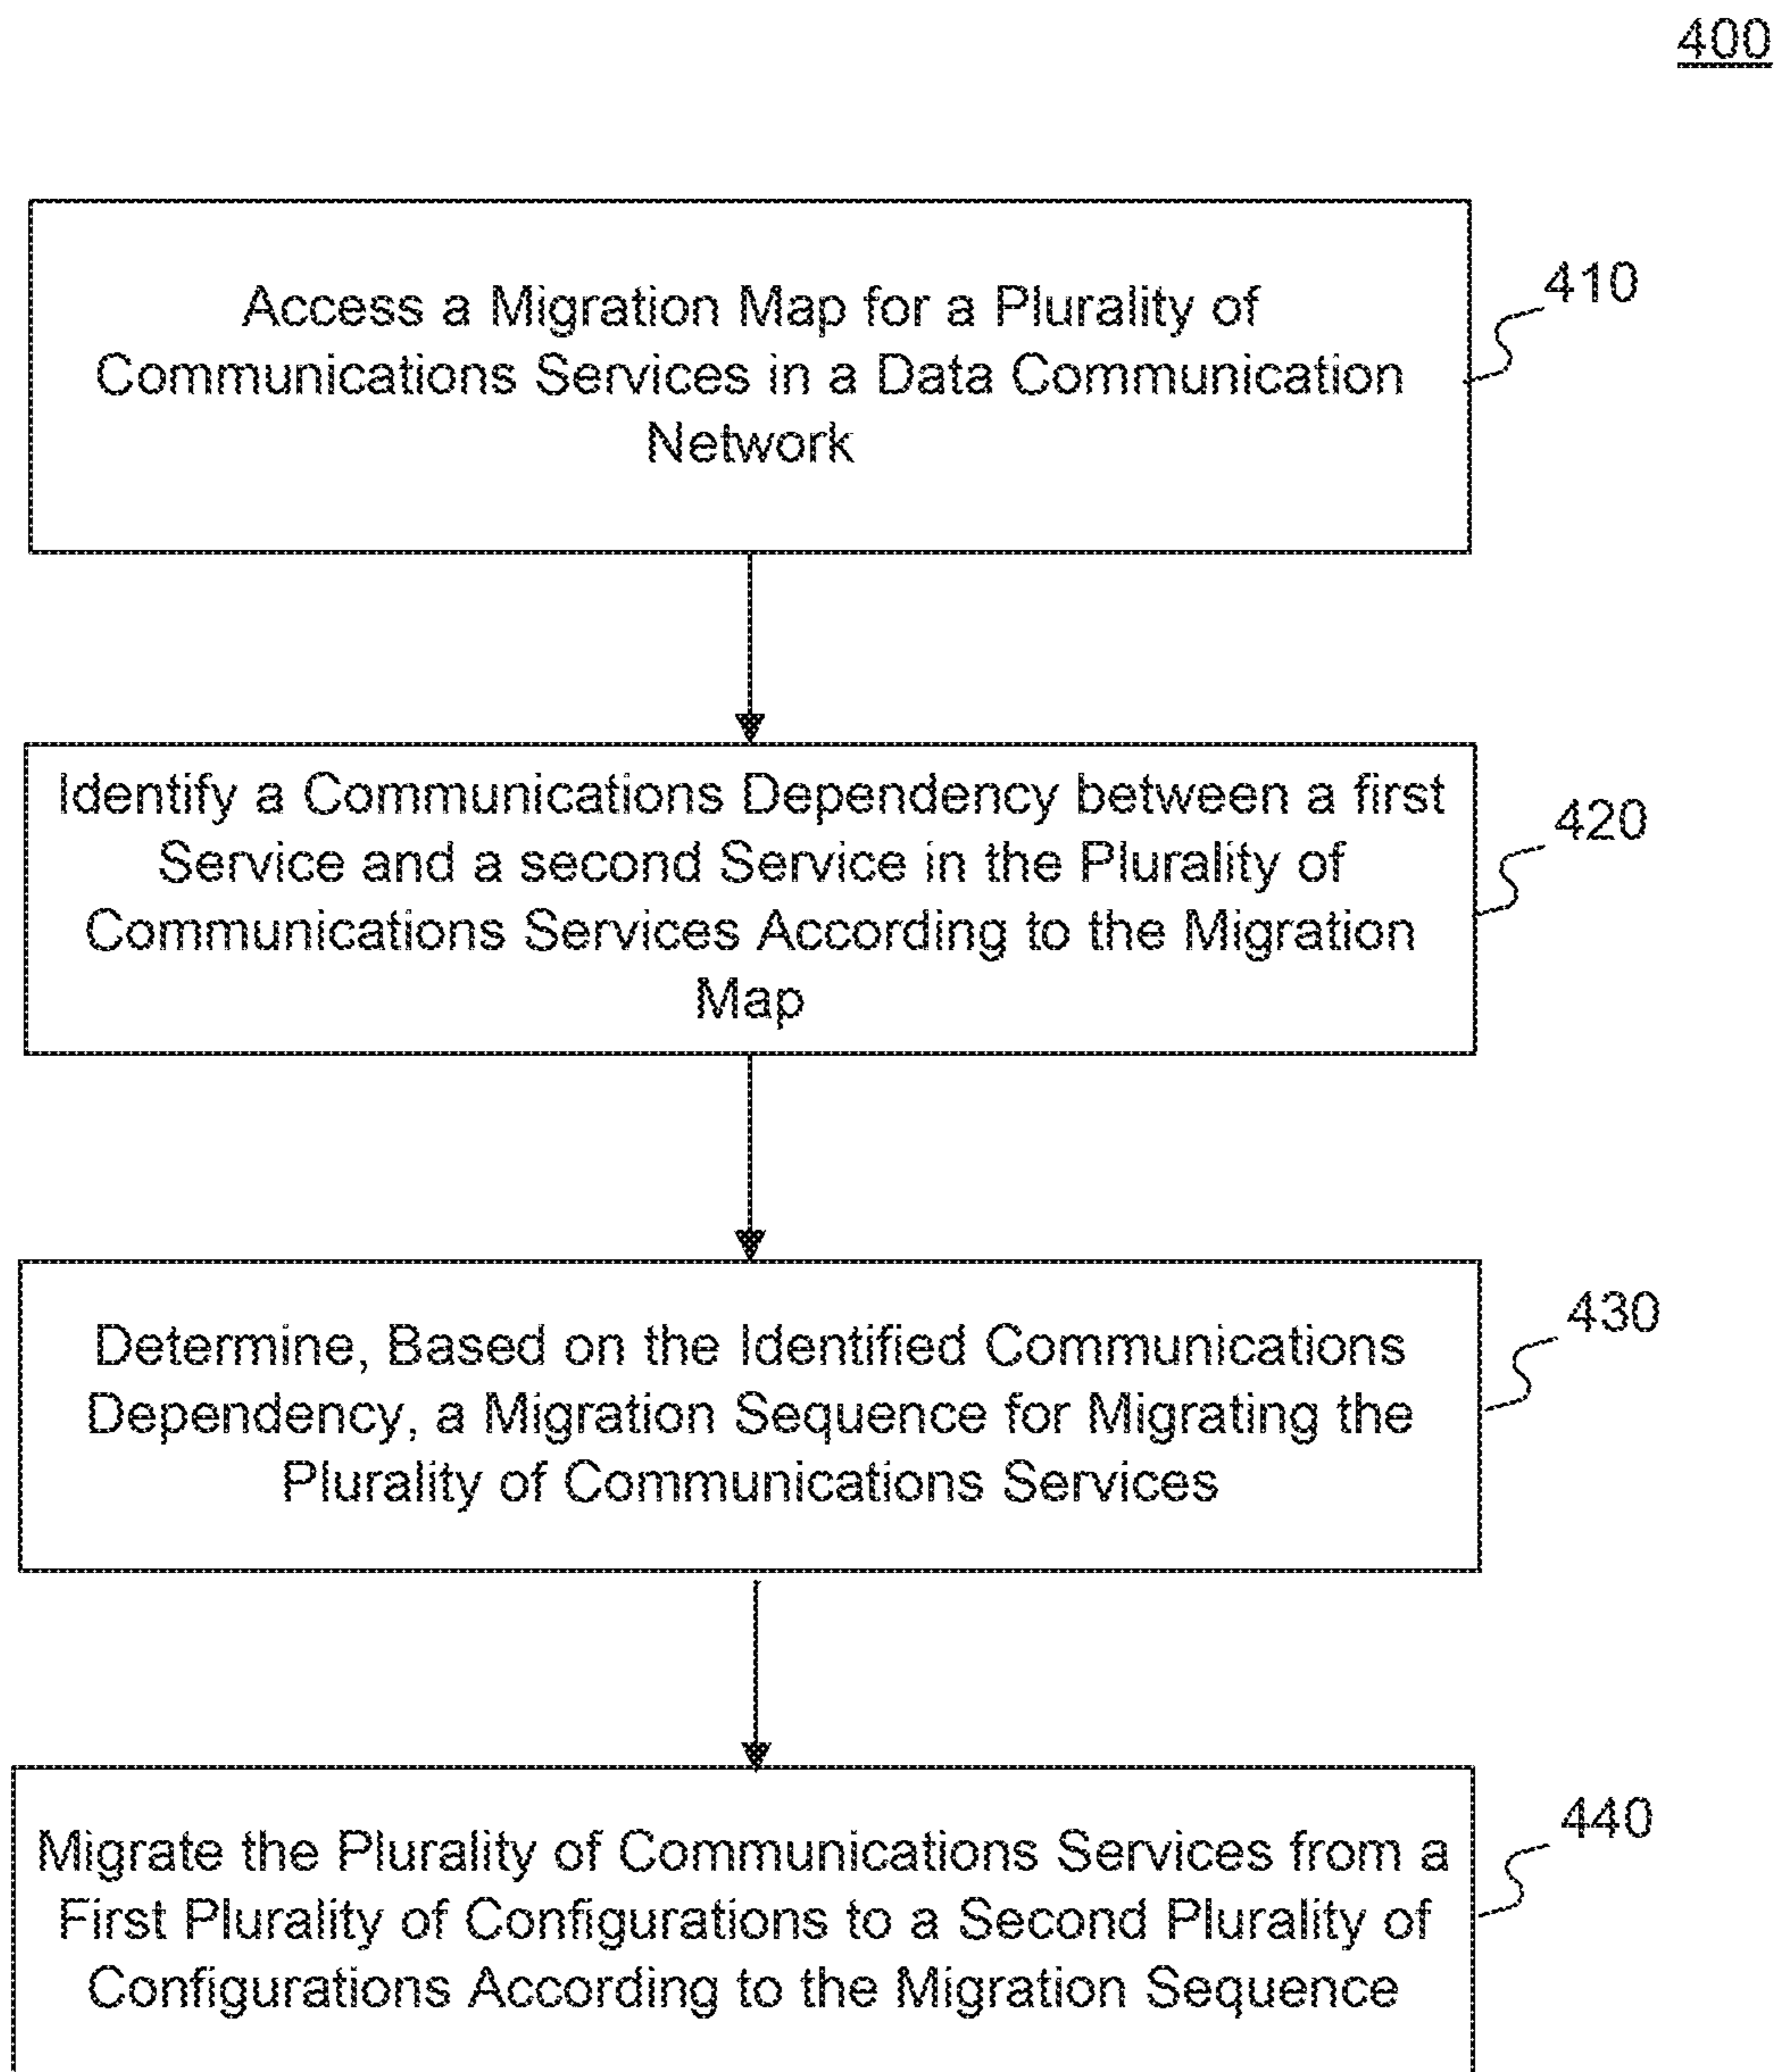 400
Access a Migration Map for a Plurality of
Communications Services in a Data Communication
Network
410
Identify a Communications Dependency between a first
Service and a second Service in the Plurality of
Communications Services According to the Migration
Map
420
Determine, Based on the Identified Communications
Dependency, a Migration Sequence for Migrating the
Plurality of Communications Services
430
Migrate the Plurality of Communications Services from a
First Plurality of Configurations to a Second Plurality of
Configurations According to the Migration Sequence
440